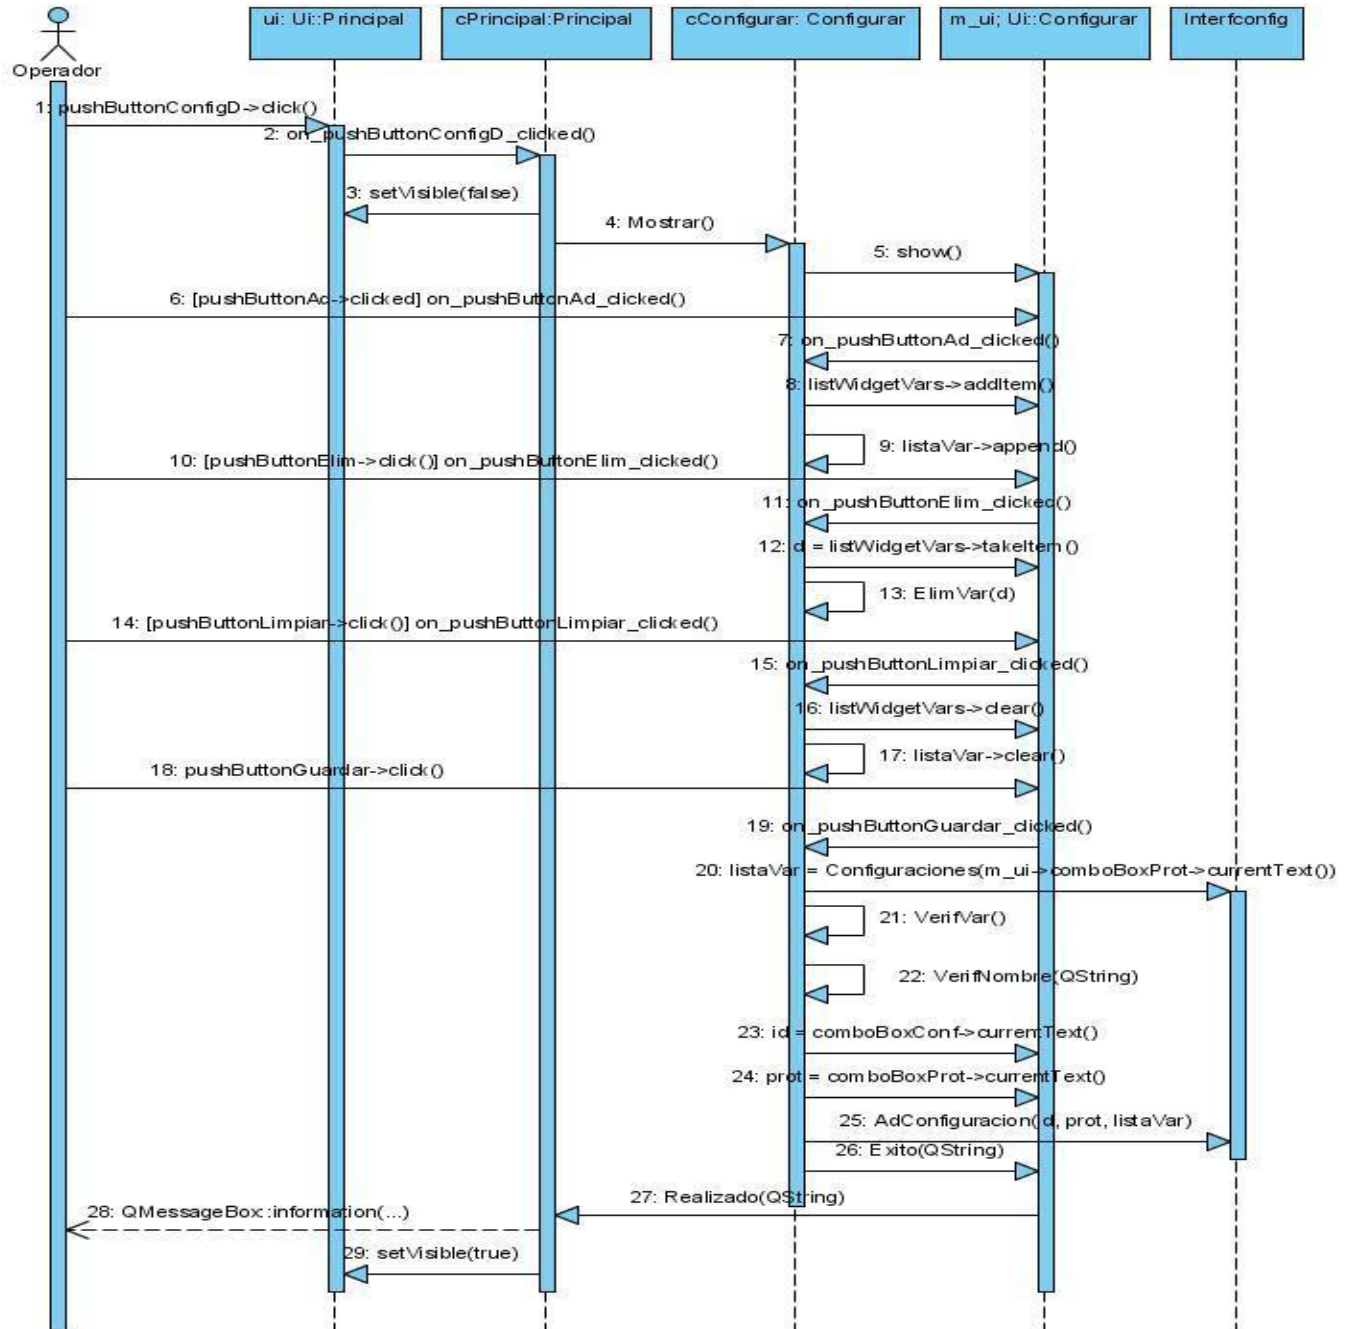 ui: Ui::Principal
cPrincipal:Principal
cConfigurar: Configurar
m_ui; Ui::Configurar
Interfconfig
Operador
1: pushButtonConfigD->click()
2: on_pushButtonConfigD_clicked()
3: setVisible(false)
4: Mostrar()
5: show()
6: [pushButtonAd->clicked] on_pushButtonAd_clicked()
7: on_pushButtonAd_clicked()
8: listWidgetVars->addItem()
9: listaVar->append()
10: [pushButtonElim->click()] on_pushButtonElim_clicked()
11: on_pushButtonElim_clicked()
12: d = listWidgetVars->takeItem()
13: ElimVar(d)
14: [pushButtonLimpiar->click()] on_pushButtonLimpiar_clicked()
15: on_pushButtonLimpiar_clicked()
16: listWidgetVars->clear()
17: listaVar->clear()
18: pushButtonGuardar->click()
19: on_pushButtonGuardar_clicked()
20: listaVar = Configuraciones(m_ui->comboBoxProt->currentText())
21: VerifVar()
22: VerifNombre(QString)
23: id = comboBoxConf->currentText()
24: prot = comboBoxProt->currentText()
25: AdConfiguracion(id, prot, listaVar)
26: Exito(QString)
27: Realizado(QString)
28: QMessageBox::information(...)
29: setVisible(true)